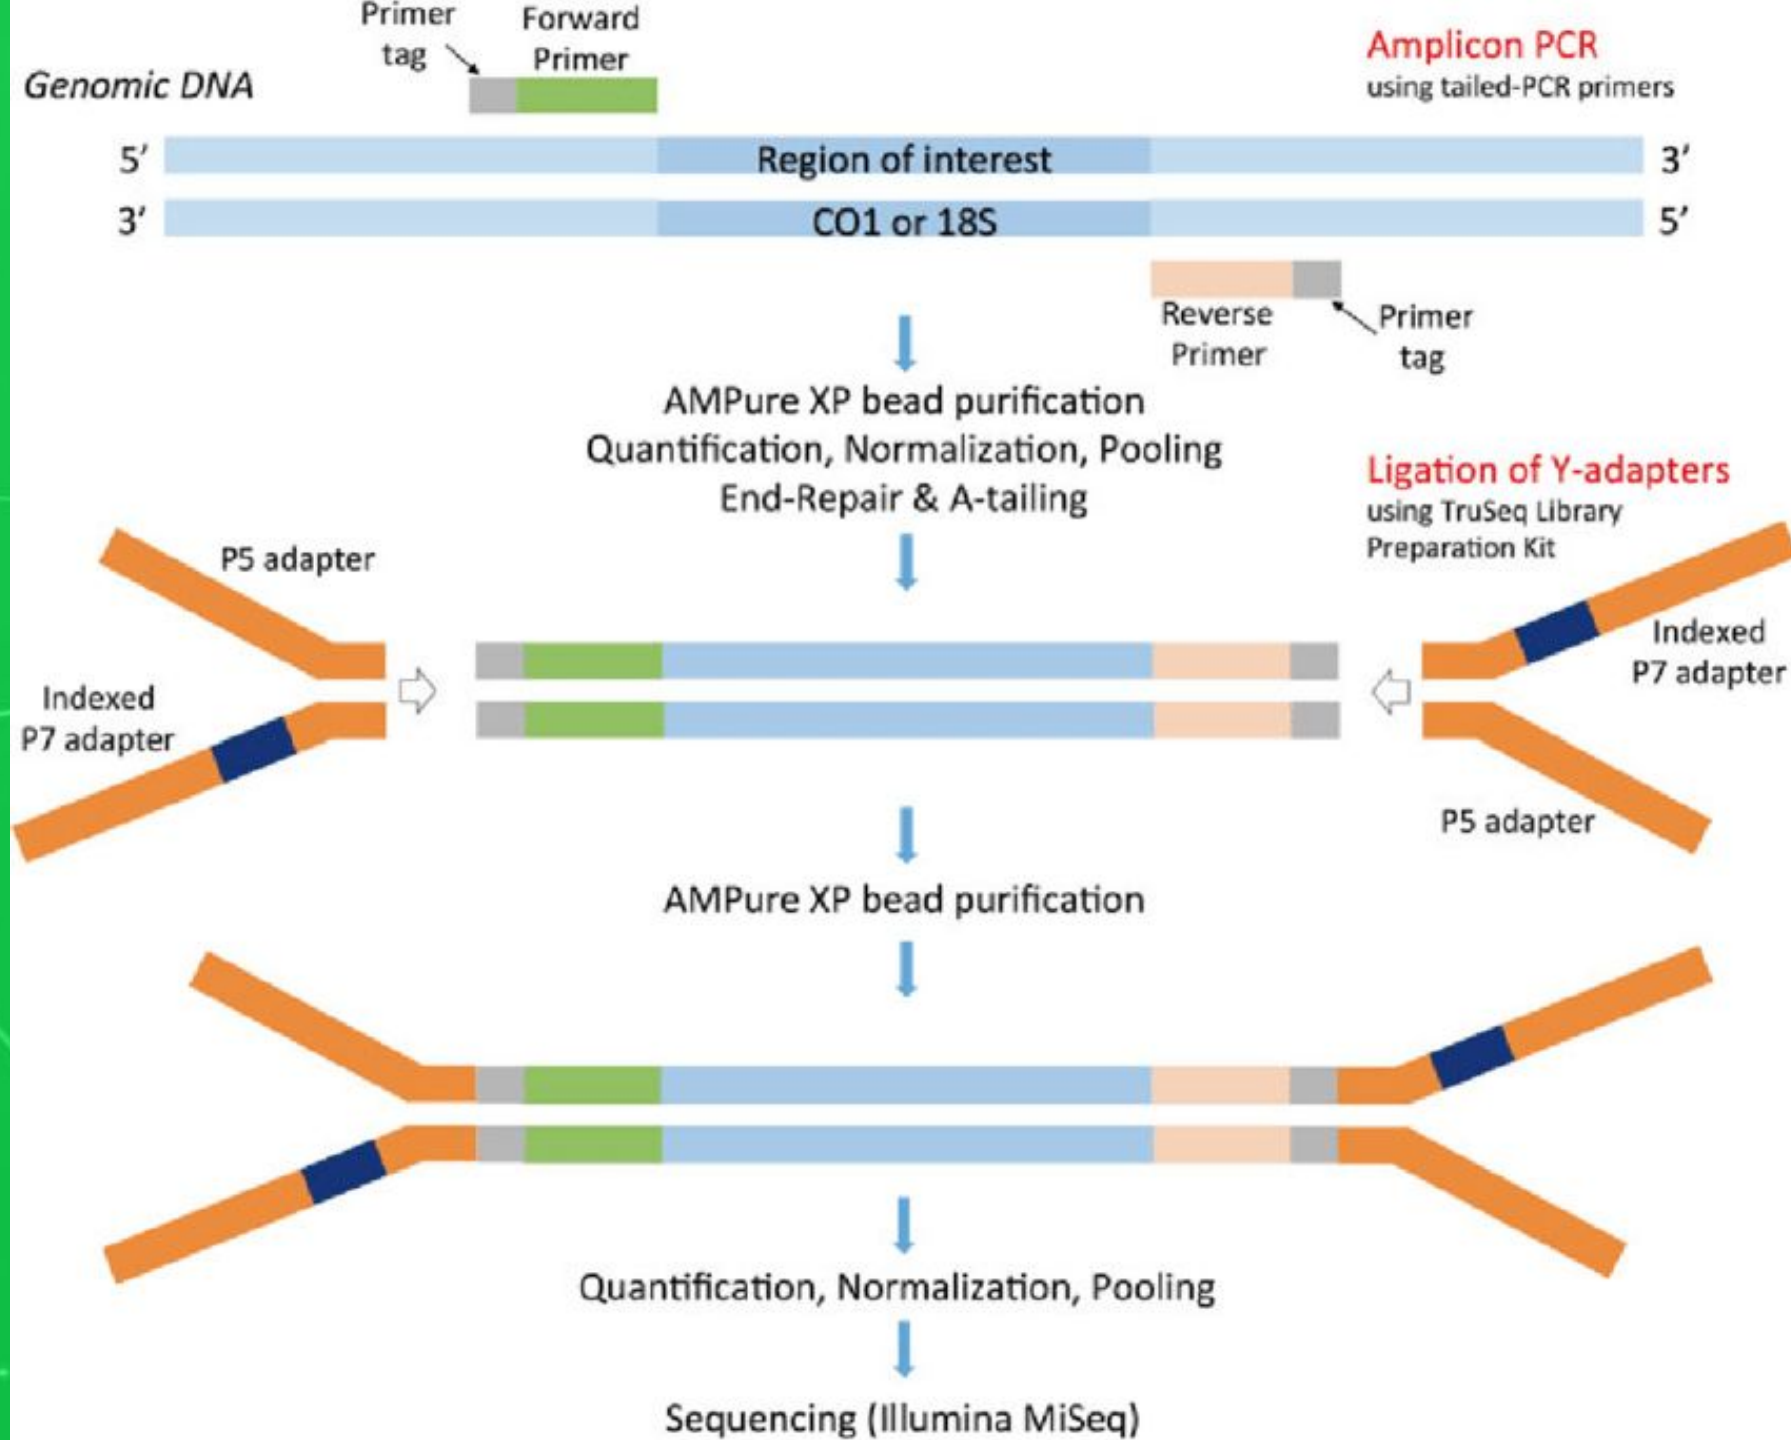 Primer
tag
Forward
Primer
Genomic DNA
Amplicon PCR
using tailed-PCR primers
5’
Region of interest
3’
3’
CO1 or 18S
5’
Reverse
Primer
Primer
tag
AMPure XP bead purification
Quantification, Normalization, Pooling
End-Repair & A-tailing
Ligation of Y-adapters
using TruSeq Library
Preparation Kit
P5 adapter
Indexed
P7 adapter
Indexed
P7 adapter
P5 adapter
AMPure XP bead purification
Quantification, Normalization, Pooling
Sequencing (Illumina MiSeq)